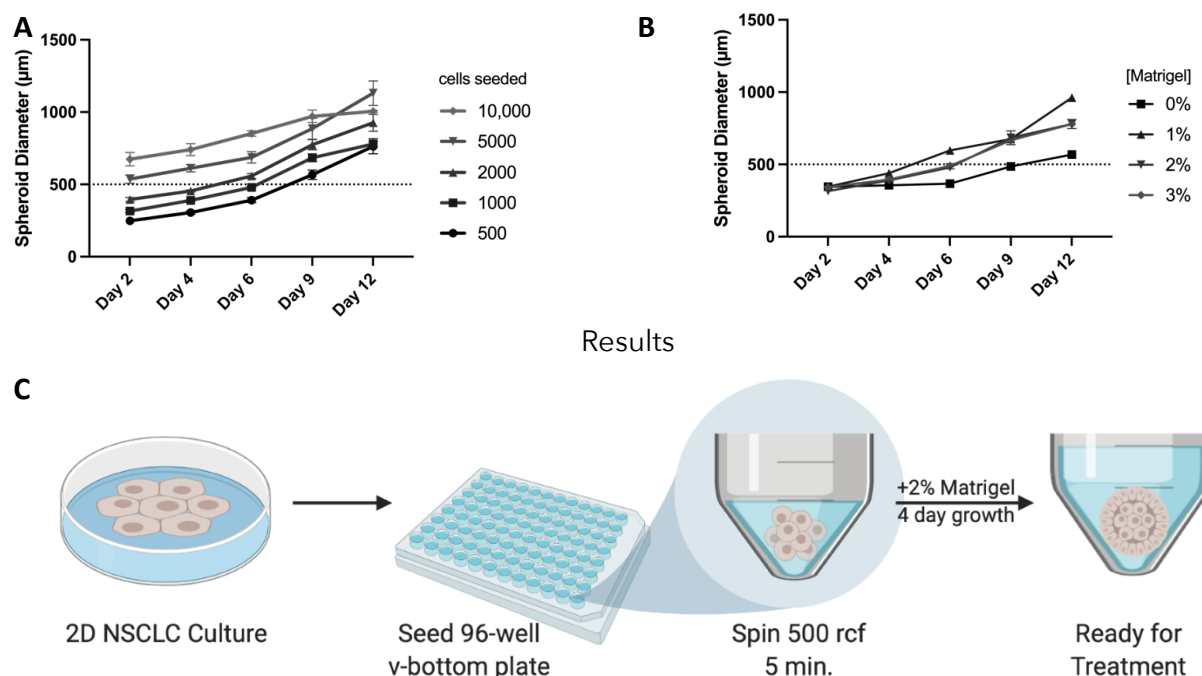 A
Spheroid Diameter (µm)
1500
1000
500
0
Day 2
Day 4
Day 6
Day 9
Day 12
cells seeded
10,000
5000
2000
1000
500
B
Spheroid Diameter (µm)
1500
1000
500
0
Day 2
Day 4
Day 6
Day 9
Day 12
[Matrigel]
0%
1%
2%
3%
Results
C
2D NSCLC Culture
Seed 96-well
v-bottom plate
Spin 500 rcf
5 min.
+2% Matrigel
4 day growth
Ready for
Treatment